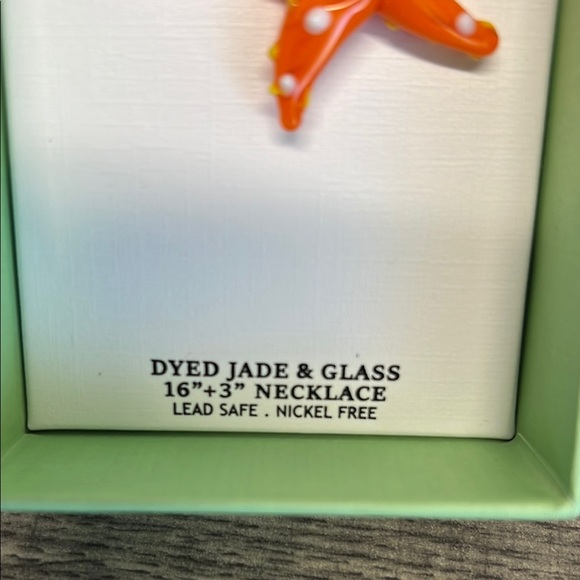 DYED JADE & GLASS
16”+3” NECKLACE
LEAD SAFE . NICKEL FREE